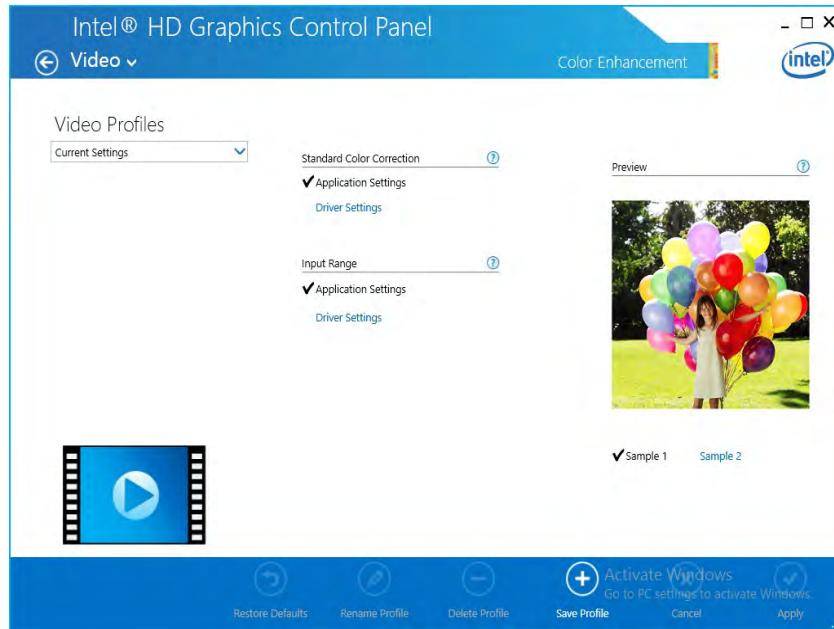 Intel® HD Graphics Control Panel
Video
Color Enhancement
intel
Video Profiles
Current Settings
Standard Color Correction
?
Application Settings
Driver Settings
Input Range
?
Application Settings
Driver Settings
Preview
?
Sample 1
Sample 2
Activate Windows
Go to PC settings to activate Windows.
Restore Defaults
Rename Profile
Delete Profile
Save Profile
Cancel
Apply